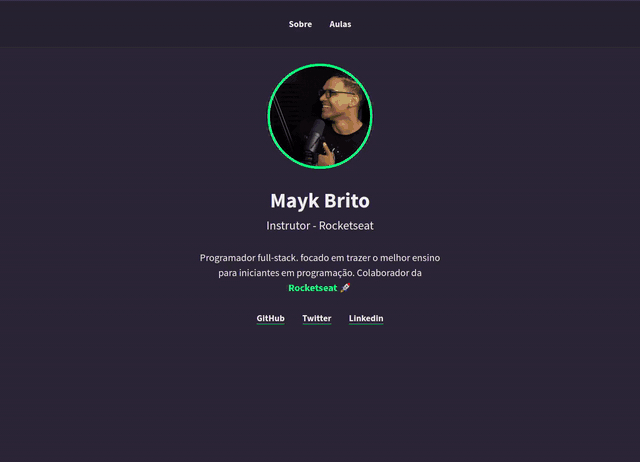 Sobre Aulas
Mayk Brito
Instrutor - Rocketseat
Programador full-stack. focado em trazer o melhor ensino
para iniciantes em programação. Colaborador da
Rocketseat 🚀
GitHub Twitter Linkedin